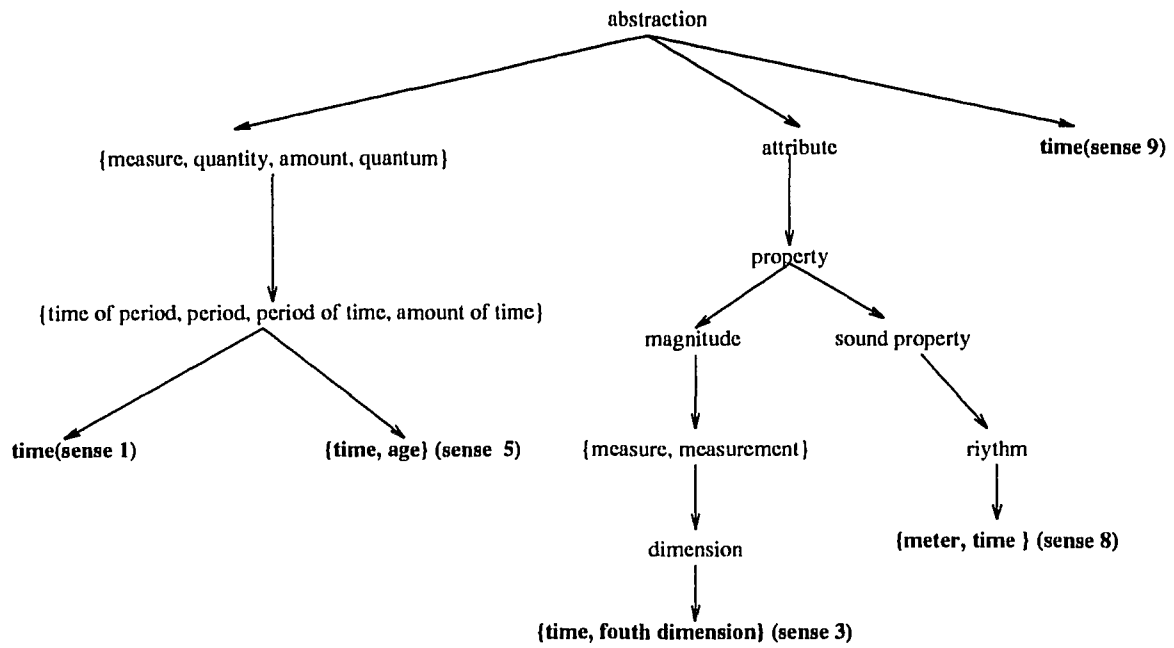 abstraction
{measure, quantity, amount, quantum}
attribute
time(sense 9)
property
{time of period, period, period of time, amount of time}
magnitude
sound property
time(sense 1)
{time, age} (sense 5)
{measure, measurement}
riythm
dimension
{meter, time } (sense 8)
{time, fouth dimension} (sense 3)